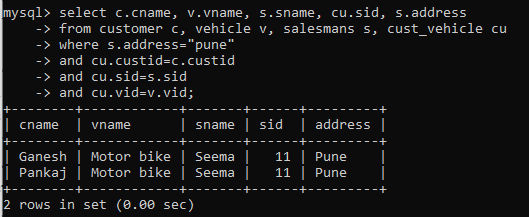 mysql> select c.cname, v.vname, s.sname, cu.sid, s.address
    -> from customer c, vehicle v, salesmans s, cust_vehicle cu
    -> where s.address="pune"
    -> and cu.custid=c.custid
    -> and cu.sid=s.sid
    -> and cu.vid=v.vid;
+--------+------------+-------+------+---------+
| cname  | vname      | sname | sid  | address |
+--------+------------+-------+------+---------+
| Ganesh | Motor bike | Seema |   11 | Pune    |
| Pankaj | Motor bike | Seema |   11 | Pune    |
+--------+------------+-------+------+---------+
2 rows in set (0.00 sec)